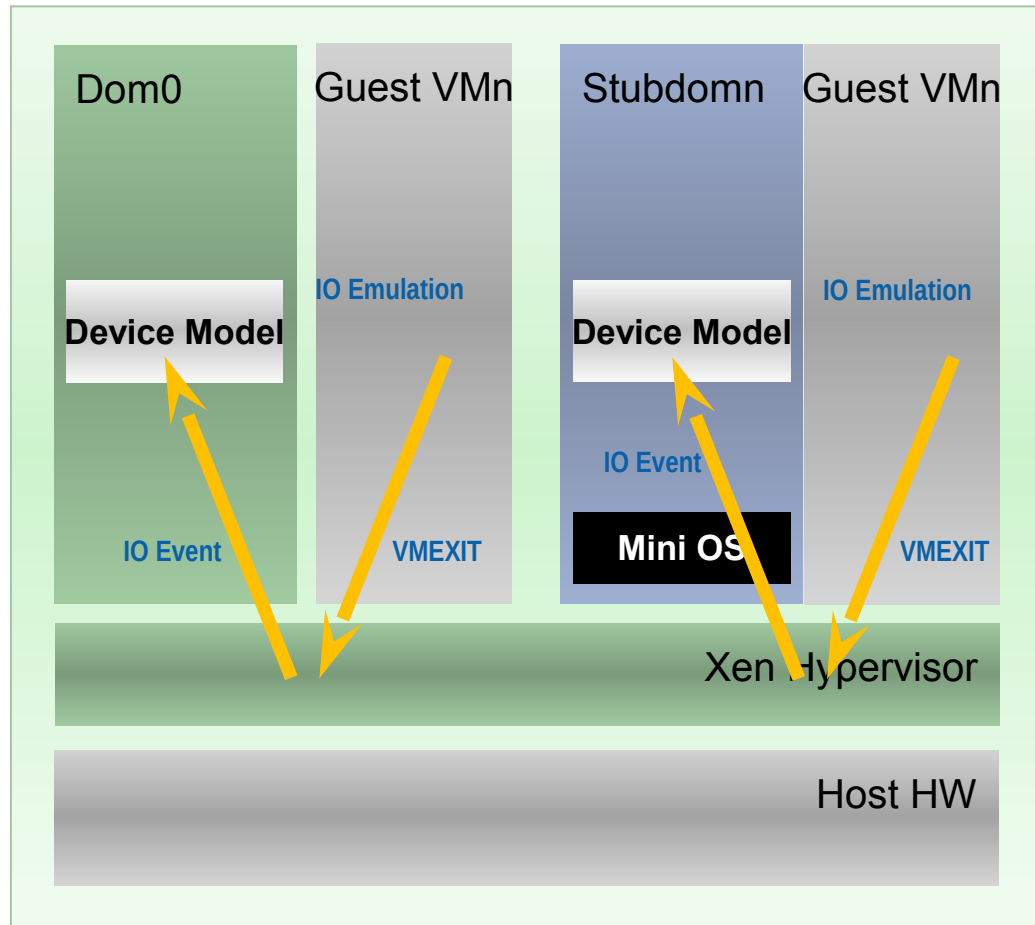 Dom0
Guest VMn
Stubdomn
Guest VMn
IO Emulation
IO Emulation
Device Model
Device Model
IO Event
Mini OS
IO Event
VMEXIT
VMEXIT
Xen Hypervisor
Host HW